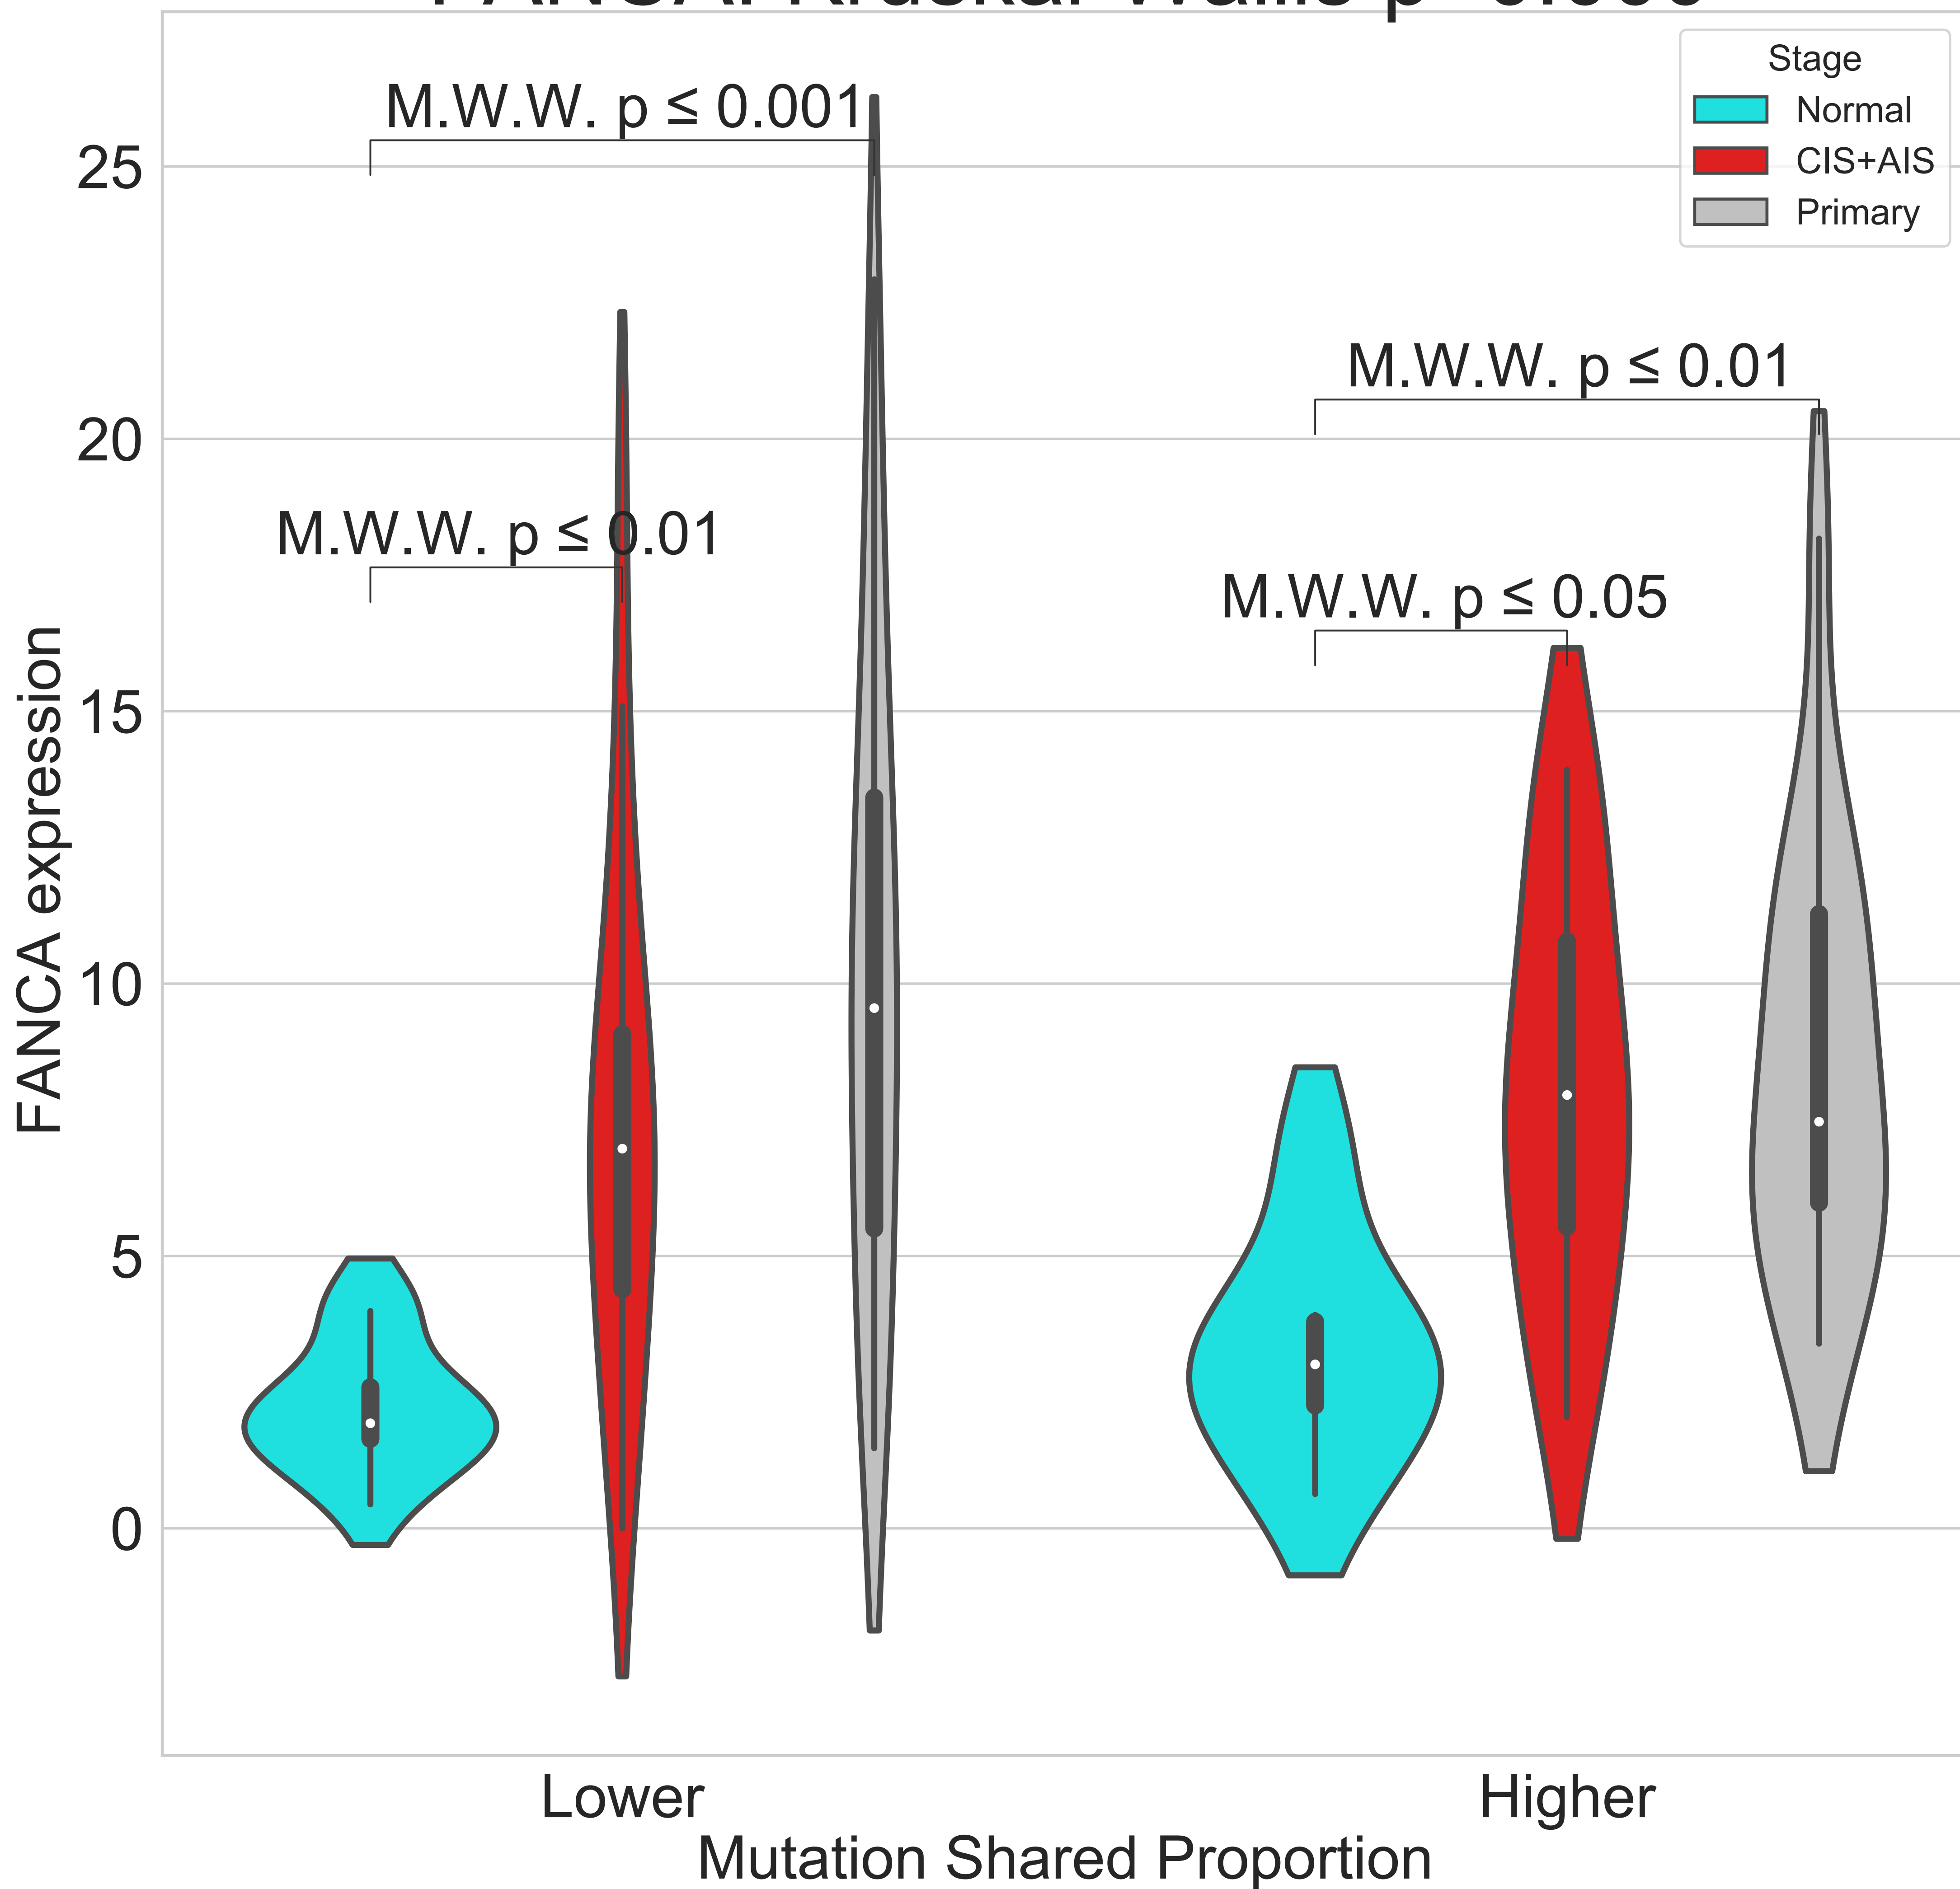 Stage
Normal
CIS+AIS
Primary
M.W.W. p ≤ 0.001
M.W.W. p ≤ 0.01
M.W.W. p ≤ 0.01
M.W.W. p ≤ 0.05
FANCA expression
25
20
15
10
5
0
Lower
Higher
Mutation Shared Proportion